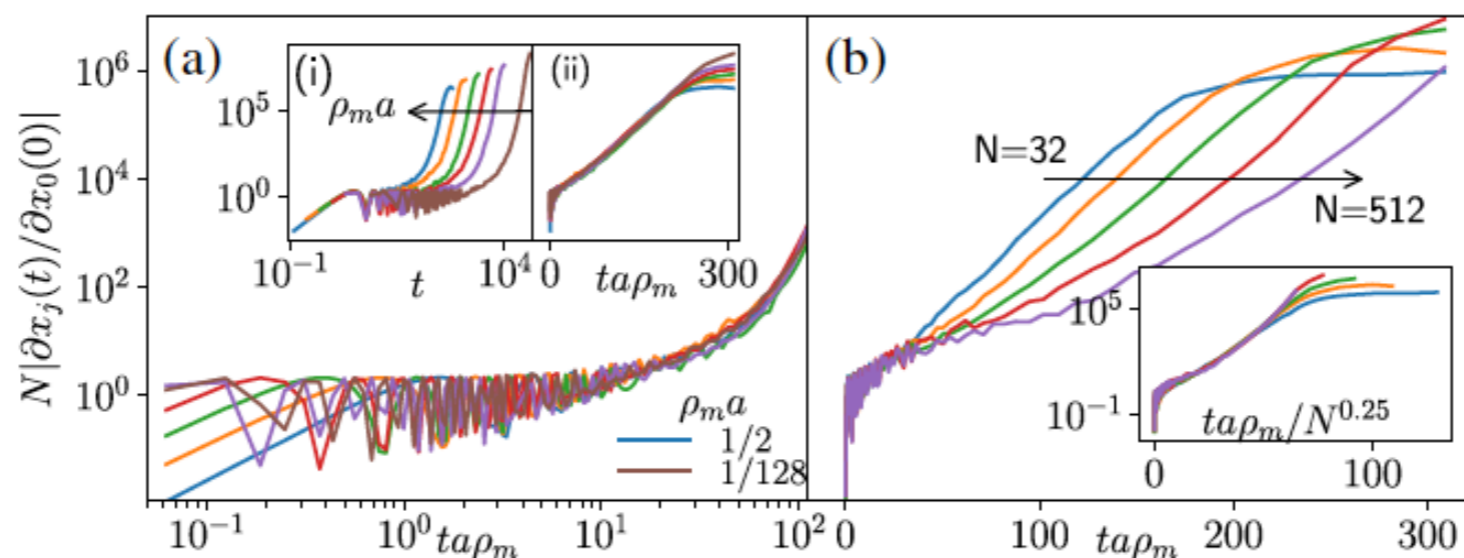 N|∂x_j(t)/∂x_0(0)|
10^6
10^4
10^2
10^0
(a)
(i)
ρ_m a
10^5
10^0
10^{-1}
t
10^4
(ii)
0
taρ_m
300
ρ_m a
1/2
1/128
10^{-1}
10^0
taρ_m
10^1
10^2
(b)
N=32
N=512
10^5
10^{-1}
taρ_m/N^{0.25}
0
100
0
100
taρ_m
200
300